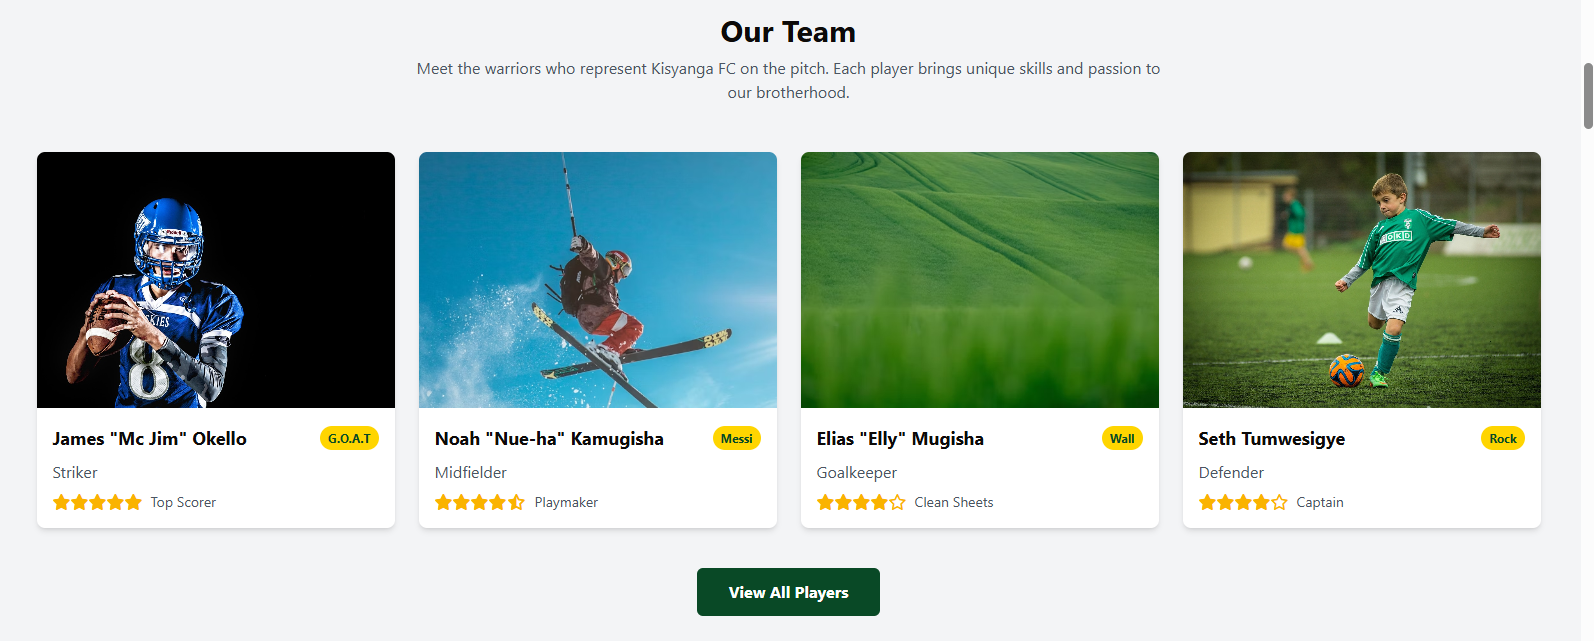 Our Team
Meet the warriors who represent Kisyanga FC on the pitch. Each player brings unique skills and passion to
our brotherhood.
James "Mc Jim" Okello
G.O.A.T
Striker
Top Scorer
Noah "Nue-ha" Kamugisha
Messi
Midfielder
Playmaker
Elias "Elly" Mugisha
Wall
Goalkeeper
Clean Sheets
Seth Tumwesigye
Rock
Defender
Captain
8
View All Players